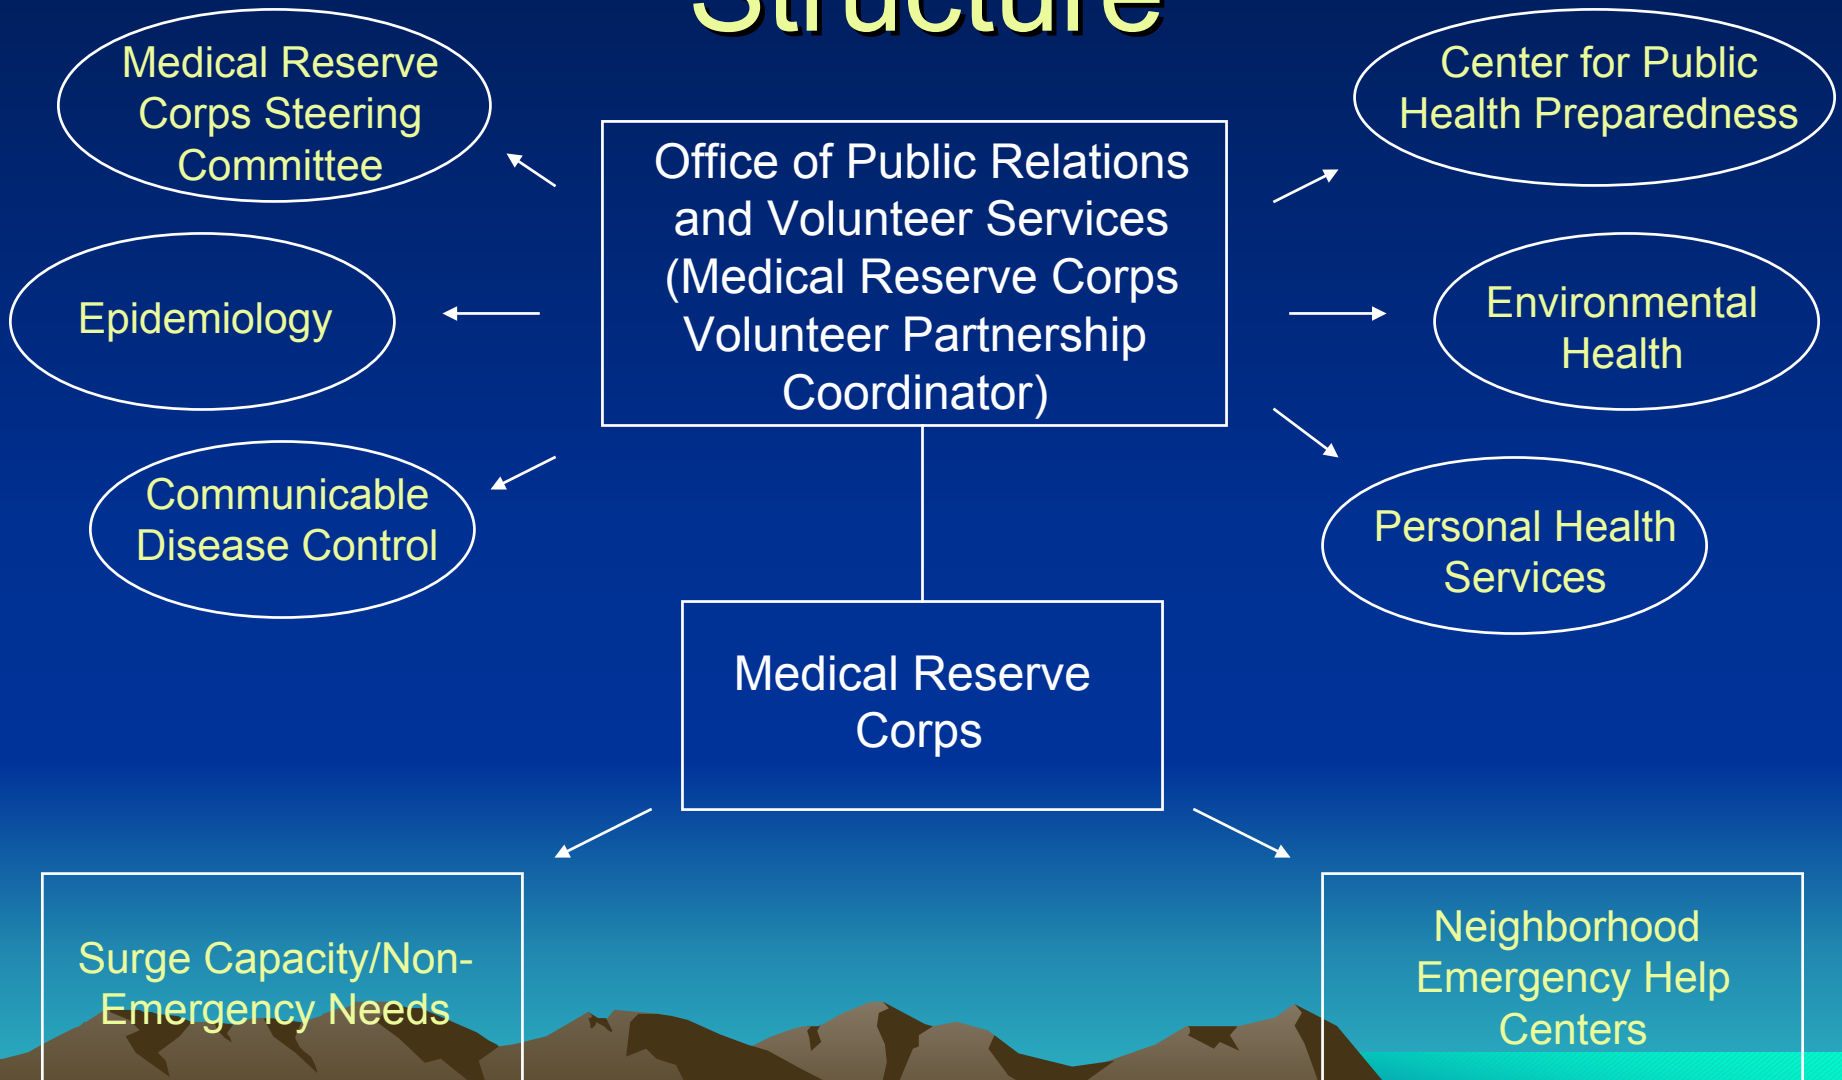 Structure
Medical Reserve
Corps Steering
Committee
Center for Public
Health Preparedness
Office of Public Relations
and Volunteer Services
(Medical Reserve Corps
Volunteer Partnership
Coordinator)
Epidemiology
Environmental
Health
Communicable
Disease Control
Personal Health
Services
Medical Reserve
Corps
Surge Capacity/Non-
Emergency Needs
Neighborhood
Emergency Help
Centers